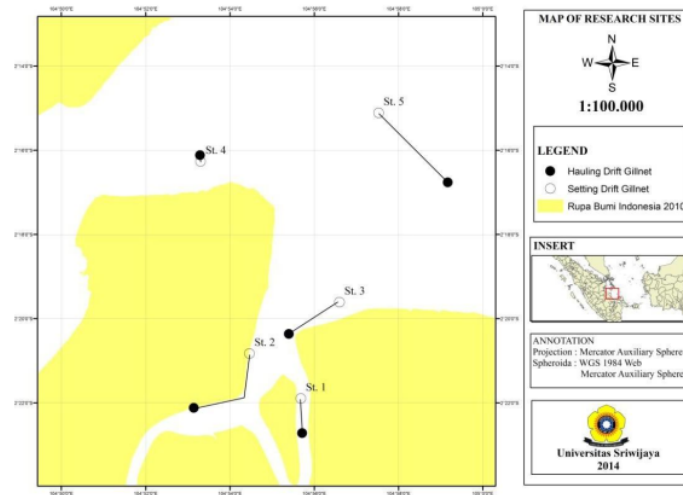 MAP OF RESEARCH SITES
N
W E
S
1:100.000
LEGEND
Hauling Drift Gillnet
Setting Drift Gillnet
Rupa Bumi Indonesia 2010
INSERT
ANNOTATION
Projection : Mercator Auxiliary Sphere
Spheroida : WGS 1984 Web
Mercator Auxiliary Sphere
Universitas Sriwijaya
2014
St. 5
St. 4
St. 3
St. 2
St. 1